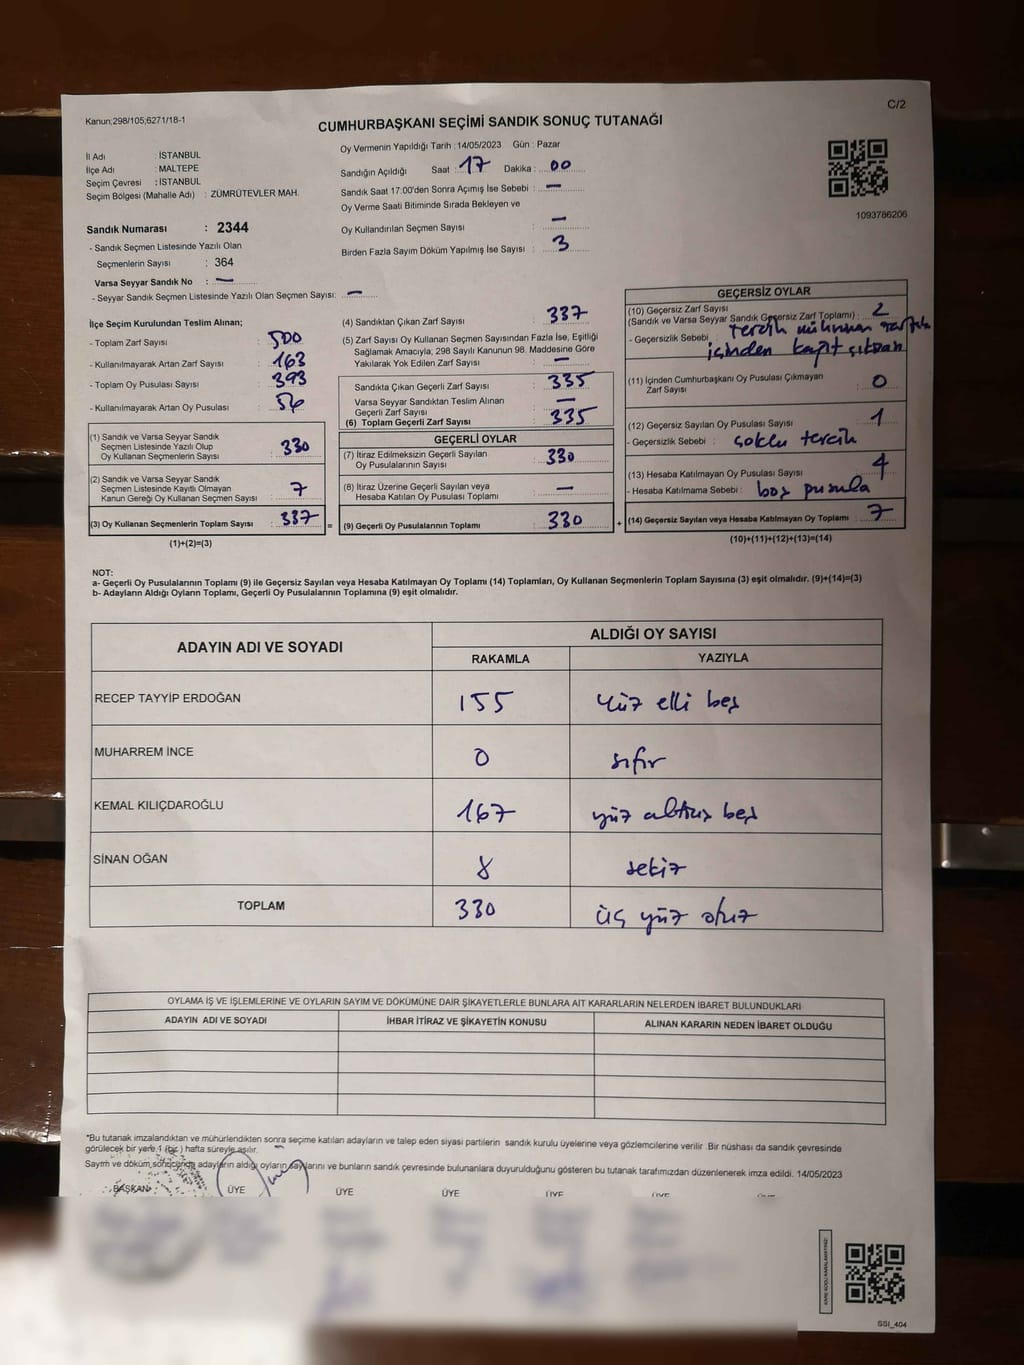 C/2
Kanun;298/105;6271/18-1
CUMHURBAŞKANI SEÇİMİ SANDIK SONUÇ TUTANAĞI
İl Adı : İSTANBUL
İlçe Adı : MALTEPE
Seçim Çevresi : İSTANBUL
Seçim Bölgesi (Mahalle Adı) : ZÜMRÜTEVLER MAH.
Sandık Numarası : 2344
- Sandık Seçmen Listesinde Yazılı Olan
Seçmenlerin Sayısı : 364
Varsa Seyyar Sandık No : —
- Seyyar Sandık Seçmen Listesinde Yazılı Olan Seçmen Sayısı: —
Oy Vermenin Yapıldığı Tarih : 14/05/2023 Gün : Pazar
Sandığın Açıldığı Saat : 17 Dakika : 00
Sandık Saat 17:00'den Sonra Açımış İse Sebebi : —
Oy Verme Saati Bitiminde Sırada Bekleyen ve
Oy Kullandırılan Seçmen Sayısı : —
Birden Fazla Sayım Döküm Yapılmış İse Sayısı : 3
1093786206
İlçe Seçim Kurulundan Teslim Alınan;
- Toplam Zarf Sayısı : 500
- Kullanılmayarak Artan Zarf Sayısı : 163
- Toplam Oy Pusulası Sayısı : 393
- Kullanılmayarak Artan Oy Pusulası : 56
(1) Sandık ve Varsa Seyyar Sandık
Seçmen Listesinde Yazılı Olup
Oy Kullanan Seçmenlerin Sayısı : 330
(2) Sandık ve Varsa Seyyar Sandık
Seçmen Listesinde Kayıtlı Olmayan
Kanun Gereği Oy Kullanan Seçmen Sayısı : 7
(3) Oy Kullanan Seçmenlerin Toplam Sayısı : 337 =
(1)+(2)=(3)
(4) Sandıktan Çıkan Zarf Sayısı : 337
(5) Zarf Sayısı Oy Kullanan Seçmen Sayısından Fazla İse, Eşitliği
Sağlamak Amacıyla; 298 Sayılı Kanunun 98. Maddesine Göre
Yakılarak Yok Edilen Zarf Sayısı : —
Sandıkta Çıkan Geçerli Zarf Sayısı : 335
Varsa Seyyar Sandıktan Teslim Alınan
Geçerli Zarf Sayısı : —
(6) Toplam Geçerli Zarf Sayısı : 335
GEÇERLİ OYLAR
(7) İtiraz Edilmeksizin Geçerli Sayılan
Oy Pusulalarının Sayısı : 330
(8) İtiraz Üzerine Geçerli Sayılan veya
Hesaba Katılan Oy Pusulası Toplamı : —
(9) Geçerli Oy Pusulalarının Toplamı : 330 +
GEÇERSİZ OYLAR
(10) Geçersiz Zarf Sayısı
(Sandık ve Varsa Seyyar Sandık Geçersiz Zarf Toplamı) : 2
- Geçersizlik Sebebi : tercih mührünün zarfın
içinden kağıt çıkan
(11) İçinden Cumhurbaşkanı Oy Pusulası Çıkmayan
Zarf Sayısı : 0
(12) Geçersiz Sayılan Oy Pusulası Sayısı : 1
- Geçersizlik Sebebi : çoklu tercih
(13) Hesaba Katılmayan Oy Pusulası Sayısı : 4
- Hesaba Katılmama Sebebi : boş pusula
(14) Geçersiz Sayılan veya Hesaba Katılmayan Oy Toplamı : 7
(10)+(11)+(12)+(13)=(14)
NOT:
a- Geçerli Oy Pusulalarının Toplamı (9) ile Geçersiz Sayılan veya Hesaba Katılmayan Oy Toplamı (14) Toplamları, Oy Kullanan Seçmenlerin Toplam Sayısına (3) eşit olmalıdır. (9)+(14)=(3)
b- Adayların Aldığı Oyların Toplamı, Geçerli Oy Pusulalarının Toplamına (9) eşit olmalıdır.
ADAYIN ADI VE SOYADI ALDIĞI OY SAYISI
RAKAMLA YAZIYLA
RECEP TAYYİP ERDOĞAN 155 Yüz elli beş
MUHARREM İNCE 0 sıfır
KEMAL KILIÇDAROĞLU 167 yüz altmış beş
SİNAN OĞAN 8 sekiz
TOPLAM 330 üç yüz otuz
OYLAMA İŞ VE İŞLEMLERİNE VE OYLARIN SAYIM VE DÖKÜMÜNE DAİR ŞİKAYETLERLE BUNLARA AİT KARARLARIN NELERDEN İBARET BULUNDUKLARI
ADAYIN ADI VE SOYADI İHBAR İTİRAZ VE ŞİKAYETİN KONUSU ALINAN KARARIN NEDEN İBARET OLDUĞU
*Bu tutanak imzalandıktan ve mühürlendikten sonra seçime katılan adayların ve talep eden siyasi partilerin sandık kurulu üyelerine veya gözlemcilerine verilir .Bir nüshası da sandık çevresinde
görülecek bir yere 1 (bir ) hafta süreyle asılır.
Sayım ve döküm sonucunda adayların aldığı oyların sayılarını ve bunların sandık çevresinde bulunanlara duyurulduğunu gösteren bu tutanak tarafımızdan düzenlenerek imza edildi. 14/05/2023
BAŞKAN ÜYE ÜYE ÜYE ÜYE ÜYE
SSI_404